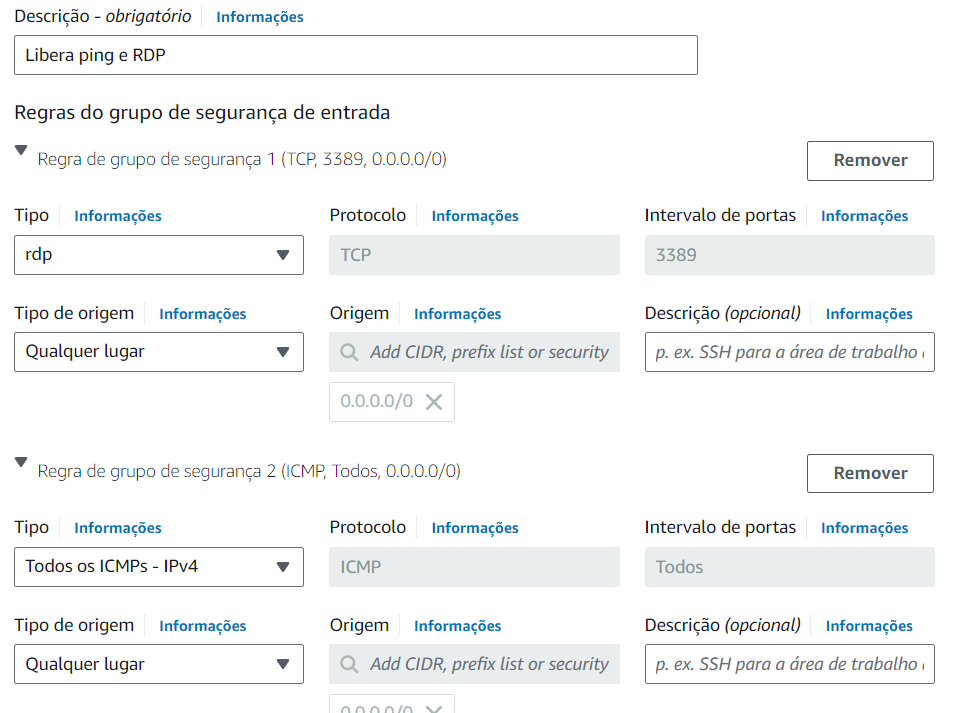 Descrição - obrigatório Informações
Libera ping e RDP
Regras do grupo de segurança de entrada
Regra de grupo de segurança 1 (TCP, 3389, 0.0.0.0/0) Remover
Tipo Informações Protocolo Informações Intervalo de portas Informações
rdp TCP 3389
Tipo de origem Informações Origem Informações Descrição (opcional) Informações
Qualquer lugar Add CIDR, prefix list or security p. ex. SSH para a área de trabalho
0.0.0.0/0
Regra de grupo de segurança 2 (ICMP, Todos, 0.0.0.0/0) Remover
Tipo Informações Protocolo Informações Intervalo de portas Informações
Todos os ICMPs - IPv4 ICMP Todos
Tipo de origem Informações Origem Informações Descrição (opcional) Informações
Qualquer lugar Add CIDR, prefix list or security p. ex. SSH para a área de trabalho
0.0.0.0/0